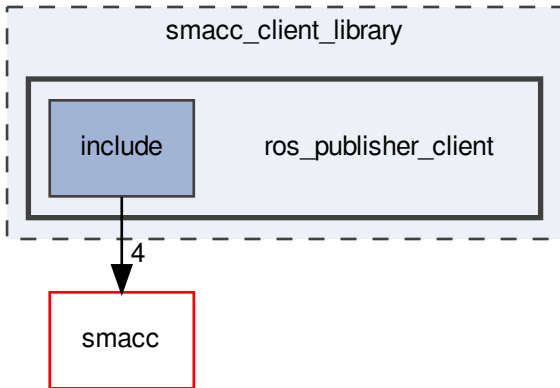 smacc_client_library
include
ros_publisher_client
4
smacc